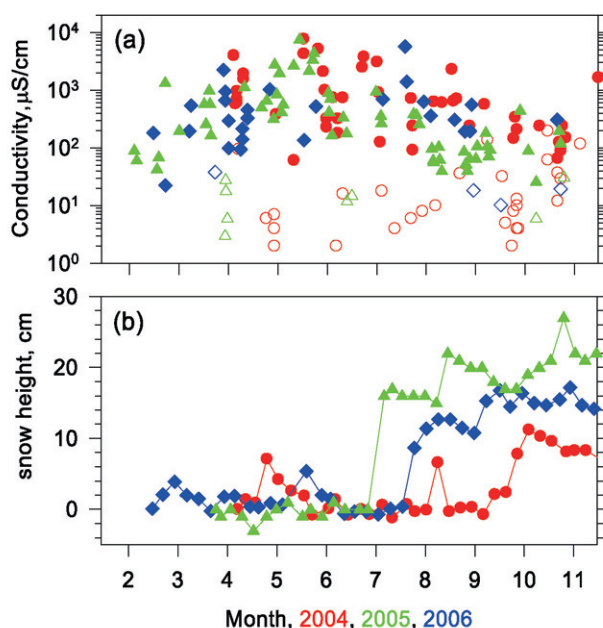 (a)
Conductivity,µS/cm
10⁴
10³
10²
10¹
10⁰
(b)
snow height, cm
30
20
10
0
2 3 4 5 6 7 8 9 10 11
Month, 2004, 2005, 2006